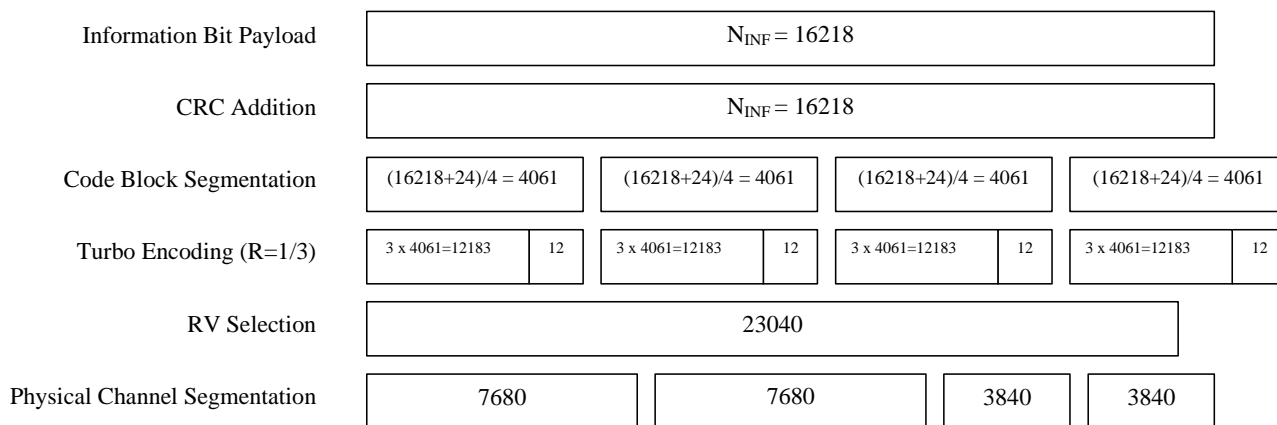 Information Bit Payload
N_INF = 16218
CRC Addition
N_INF = 16218
Code Block Segmentation
(16218+24)/4 = 4061
(16218+24)/4 = 4061
(16218+24)/4 = 4061
(16218+24)/4 = 4061
Turbo Encoding (R=1/3)
3 x 4061=12183
12
3 x 4061=12183
12
3 x 4061=12183
12
3 x 4061=12183
12
RV Selection
23040
Physical Channel Segmentation
7680
7680
3840
3840